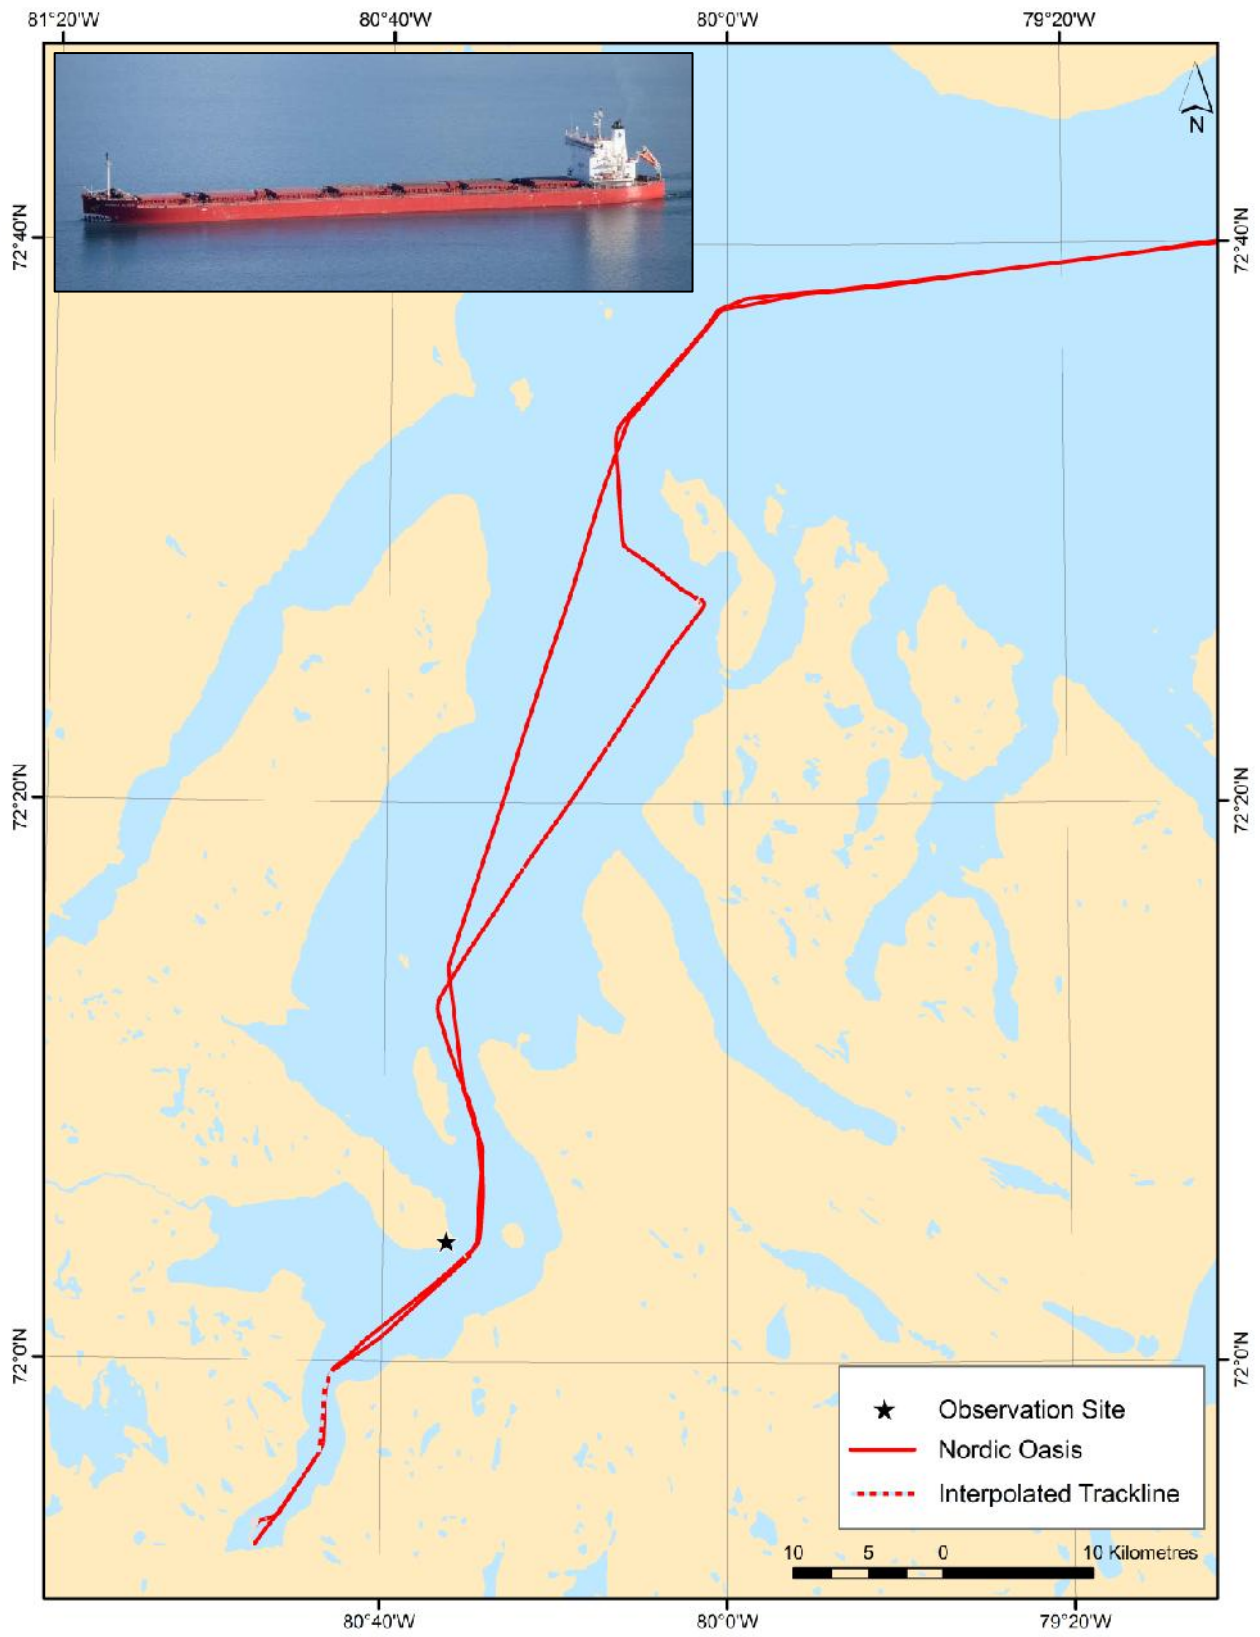 81°20'W 80°40'W 80°0'W 79°20'W
N
72°40'N 72°40'N
72°20'N 72°20'N
72°0'N 72°0'N
Observation Site
Nordic Oasis
Interpolated Trackline
10 5 0 10 Kilometres
80°40'W 80°0'W 79°20'W